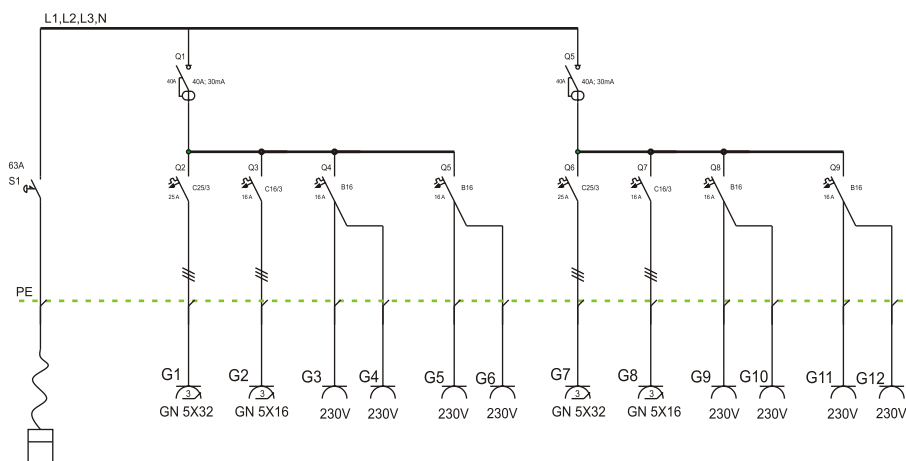 L1,L2,L3,N
Q1 Q5
40A 40A; 30mA 40A 40A; 30mA
63A
S1
Q2 Q3 Q4 Q5 Q6 Q7 Q8 Q9
C25/3 C16/3 B16 B16 C25/3 C16/3 B16 B16
25 A 16 A 16 A 16 A 25 A 16 A 16 A 16 A
PE
G1 G2 G3 G4 G5 G6 G7 G8 G9 G10 G11 G12
3 3 3 3
GN 5X32 GN 5X16 230V 230V 230V 230V GN 5X32 GN 5X16 230V 230V 230V 230V